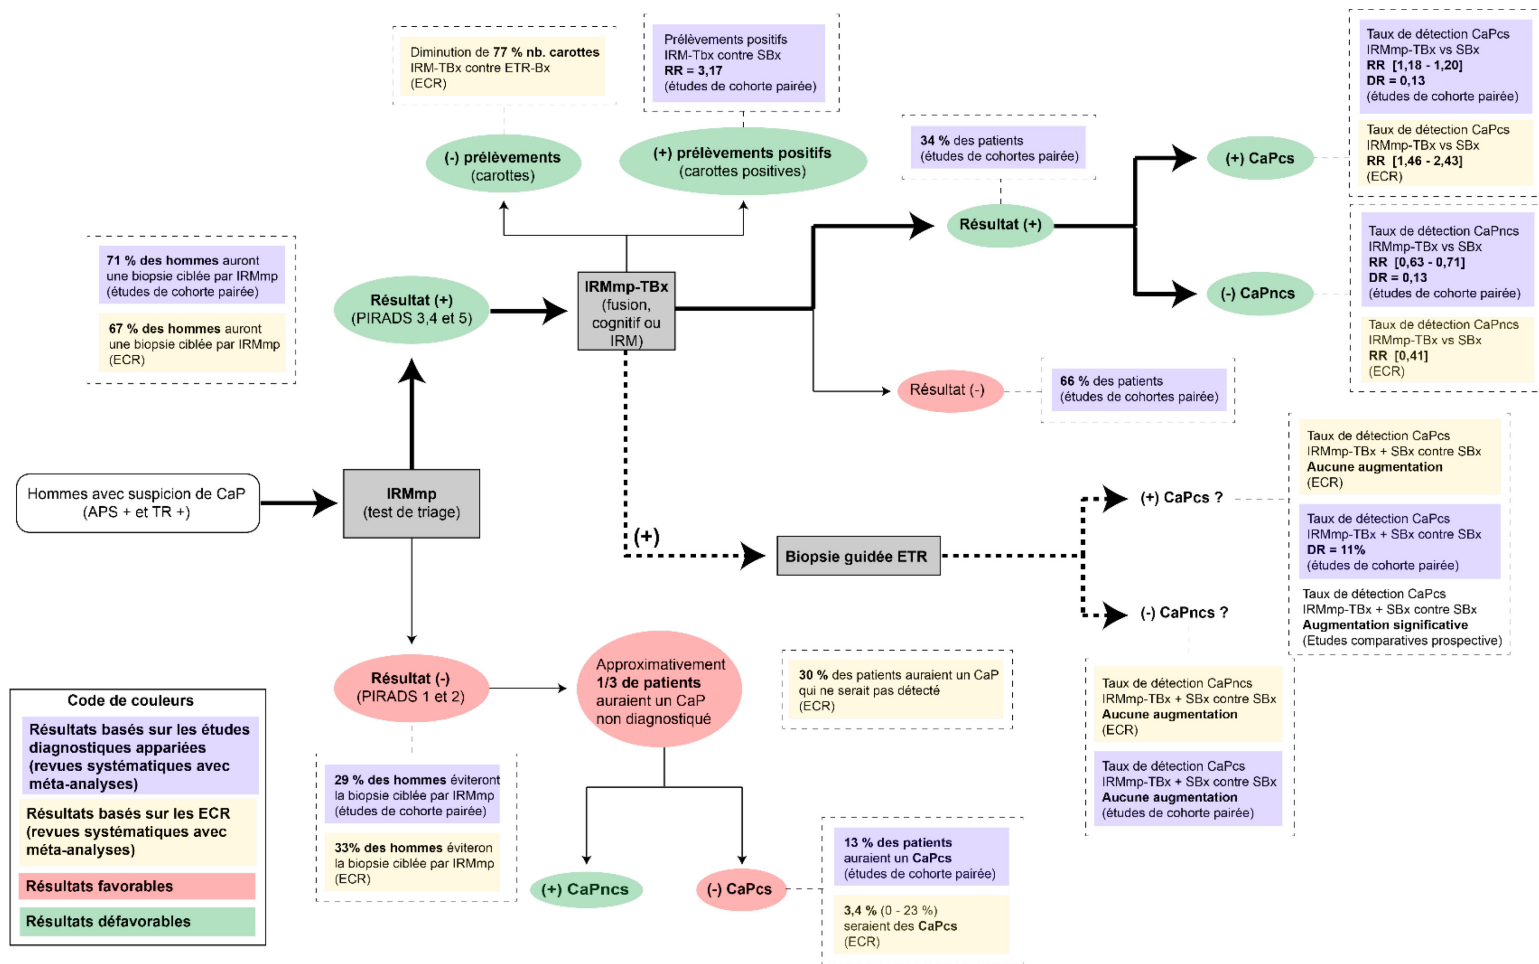 Diminution de 77 % nb. carottes
IRM-TBx contre ETR-Bx
(ECR)
Prélèvements positifs
IRM-Tbx contre SBx
RR = 3,17
(études de cohorte pairée)
Taux de détection CaPcs
IRMmp-TBx vs SBx
RR [1,18 - 1,20]
DR = 0,13
(études de cohorte pairée)
Taux de détection CaPcs
IRMmp-TBx vs SBx
RR [1,46 - 2,43]
(ECR)
(-) prélèvements
(carottes)
(+) prélèvements positifs
(carottes positives)
34 % des patients
(études de cohortes pairée)
(+) CaPcs
Résultat (+)
71 % des hommes auront
une biopsie ciblée par IRMmp
(études de cohorte pairée)
67 % des hommes auront
une biopsie ciblée par IRMmp
(ECR)
Résultat (+)
(PIRADS 3,4 et 5)
IRMmp-TBx
(fusion,
cognitif ou
IRM)
(-) CaPncs
Taux de détection CaPncs
IRMmp-TBx vs SBx
RR [0,63 - 0,71]
DR = 0,13
(études de cohorte pairée)
Taux de détection CaPncs
IRMmp-TBx vs SBx
RR [0,41]
(ECR)
Résultat (-)
66 % des patients
(études de cohortes pairée)
Hommes avec suspicion de CaP
(APS + et TR +)
IRMmp
(test de triage)
(+)
Biopsie guidée ETR
(+) CaPcs ?
Taux de détection CaPcs
IRMmp-TBx + SBx contre SBx
Aucune augmentation
(ECR)
Taux de détection CaPcs
IRMmp-TBx + SBx contre SBx
DR = 11%
(études de cohorte pairée)
Taux de détection CaPcs
IRMmp-TBx + SBx contre SBx
Augmentation significative
(Etudes comparatives prospective)
(-) CaPncs ?
Taux de détection CaPncs
IRMmp-TBx + SBx contre SBx
Aucune augmentation
(ECR)
Taux de détection CaPcs
IRMmp-TBx + SBx contre SBx
Aucune augmentation
(études de cohorte pairée)
Résultat (-)
(PIRADS 1 et 2)
Approximativement
1/3 de patients
auraient un CaP
non diagnostiqué
30 % des patients auraient un CaP
qui ne serait pas détecté
(ECR)
29 % des hommes éviteront
la biopsie ciblée par IRMmp
(études de cohorte pairée)
33% des hommes éviteron
la biopsie ciblée par IRMmp
(ECR)
(+) CaPncs
(-) CaPcs
13 % des patients
auraient un CaPcs
(études de cohorte pairée)
3,4 % (0 - 23 %)
seraient des CaPcs
(ECR)
Code de couleurs
Résultats basés sur les études
diagnostiques appariées
(revues systématiques avec
méta-analyses)
Résultats basés sur les ECR
(revues systématiques avec
méta-analyses)
Résultats favorables
Résultats défavorables